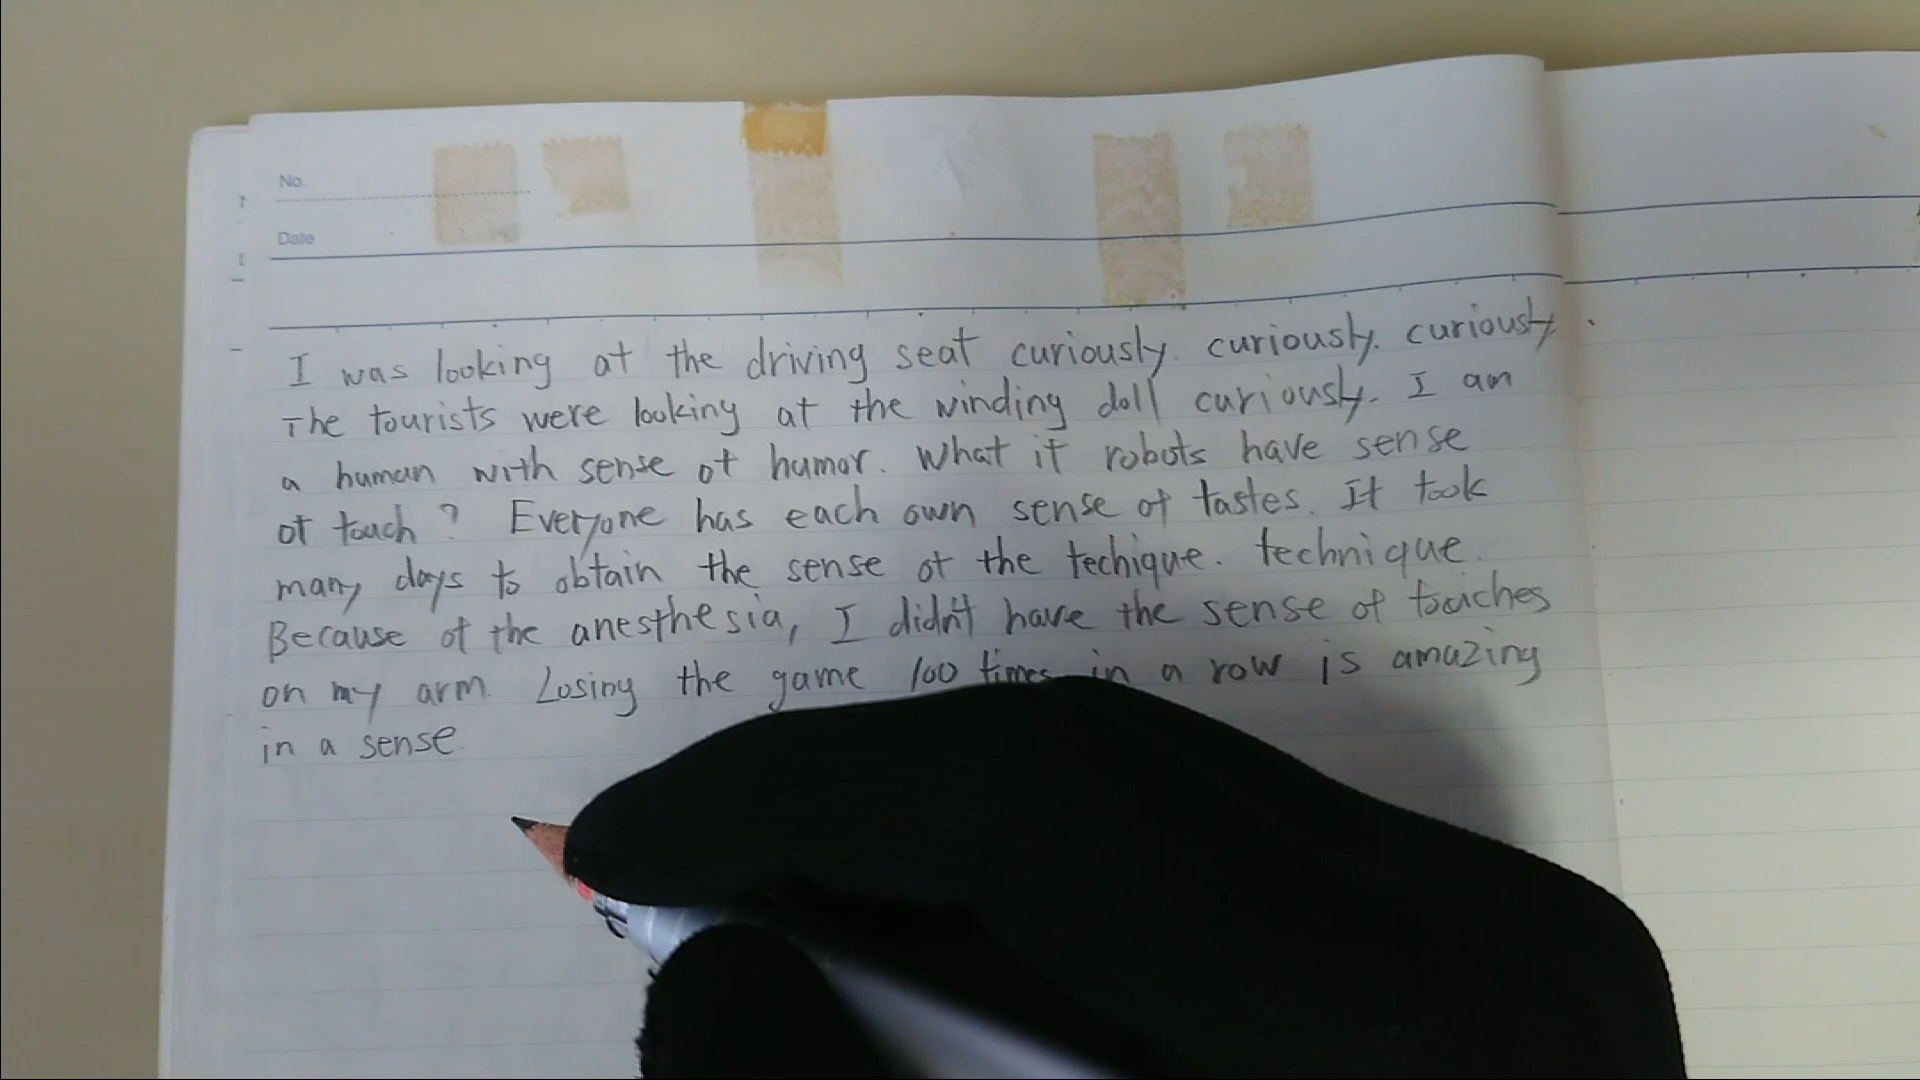 No.
Date
I was looking at the driving seat curiously. curiously. curiously.
The tourists were looking at the winding doll curiously. I am
a human with sense of humor. What if robots have sense
of touch? Everyone has each own sense of tastes. It took
many days to obtain the sense of the techique. technique.
Because of the anesthesia, I didn't have the sense of touches
on my arm. Losing the game 100 times in a row is amazing
in a sense.